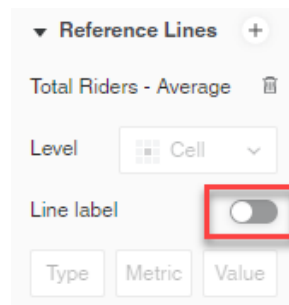 Reference Lines
Total Riders - Average
Level Cell
Line label
Type Metric Value